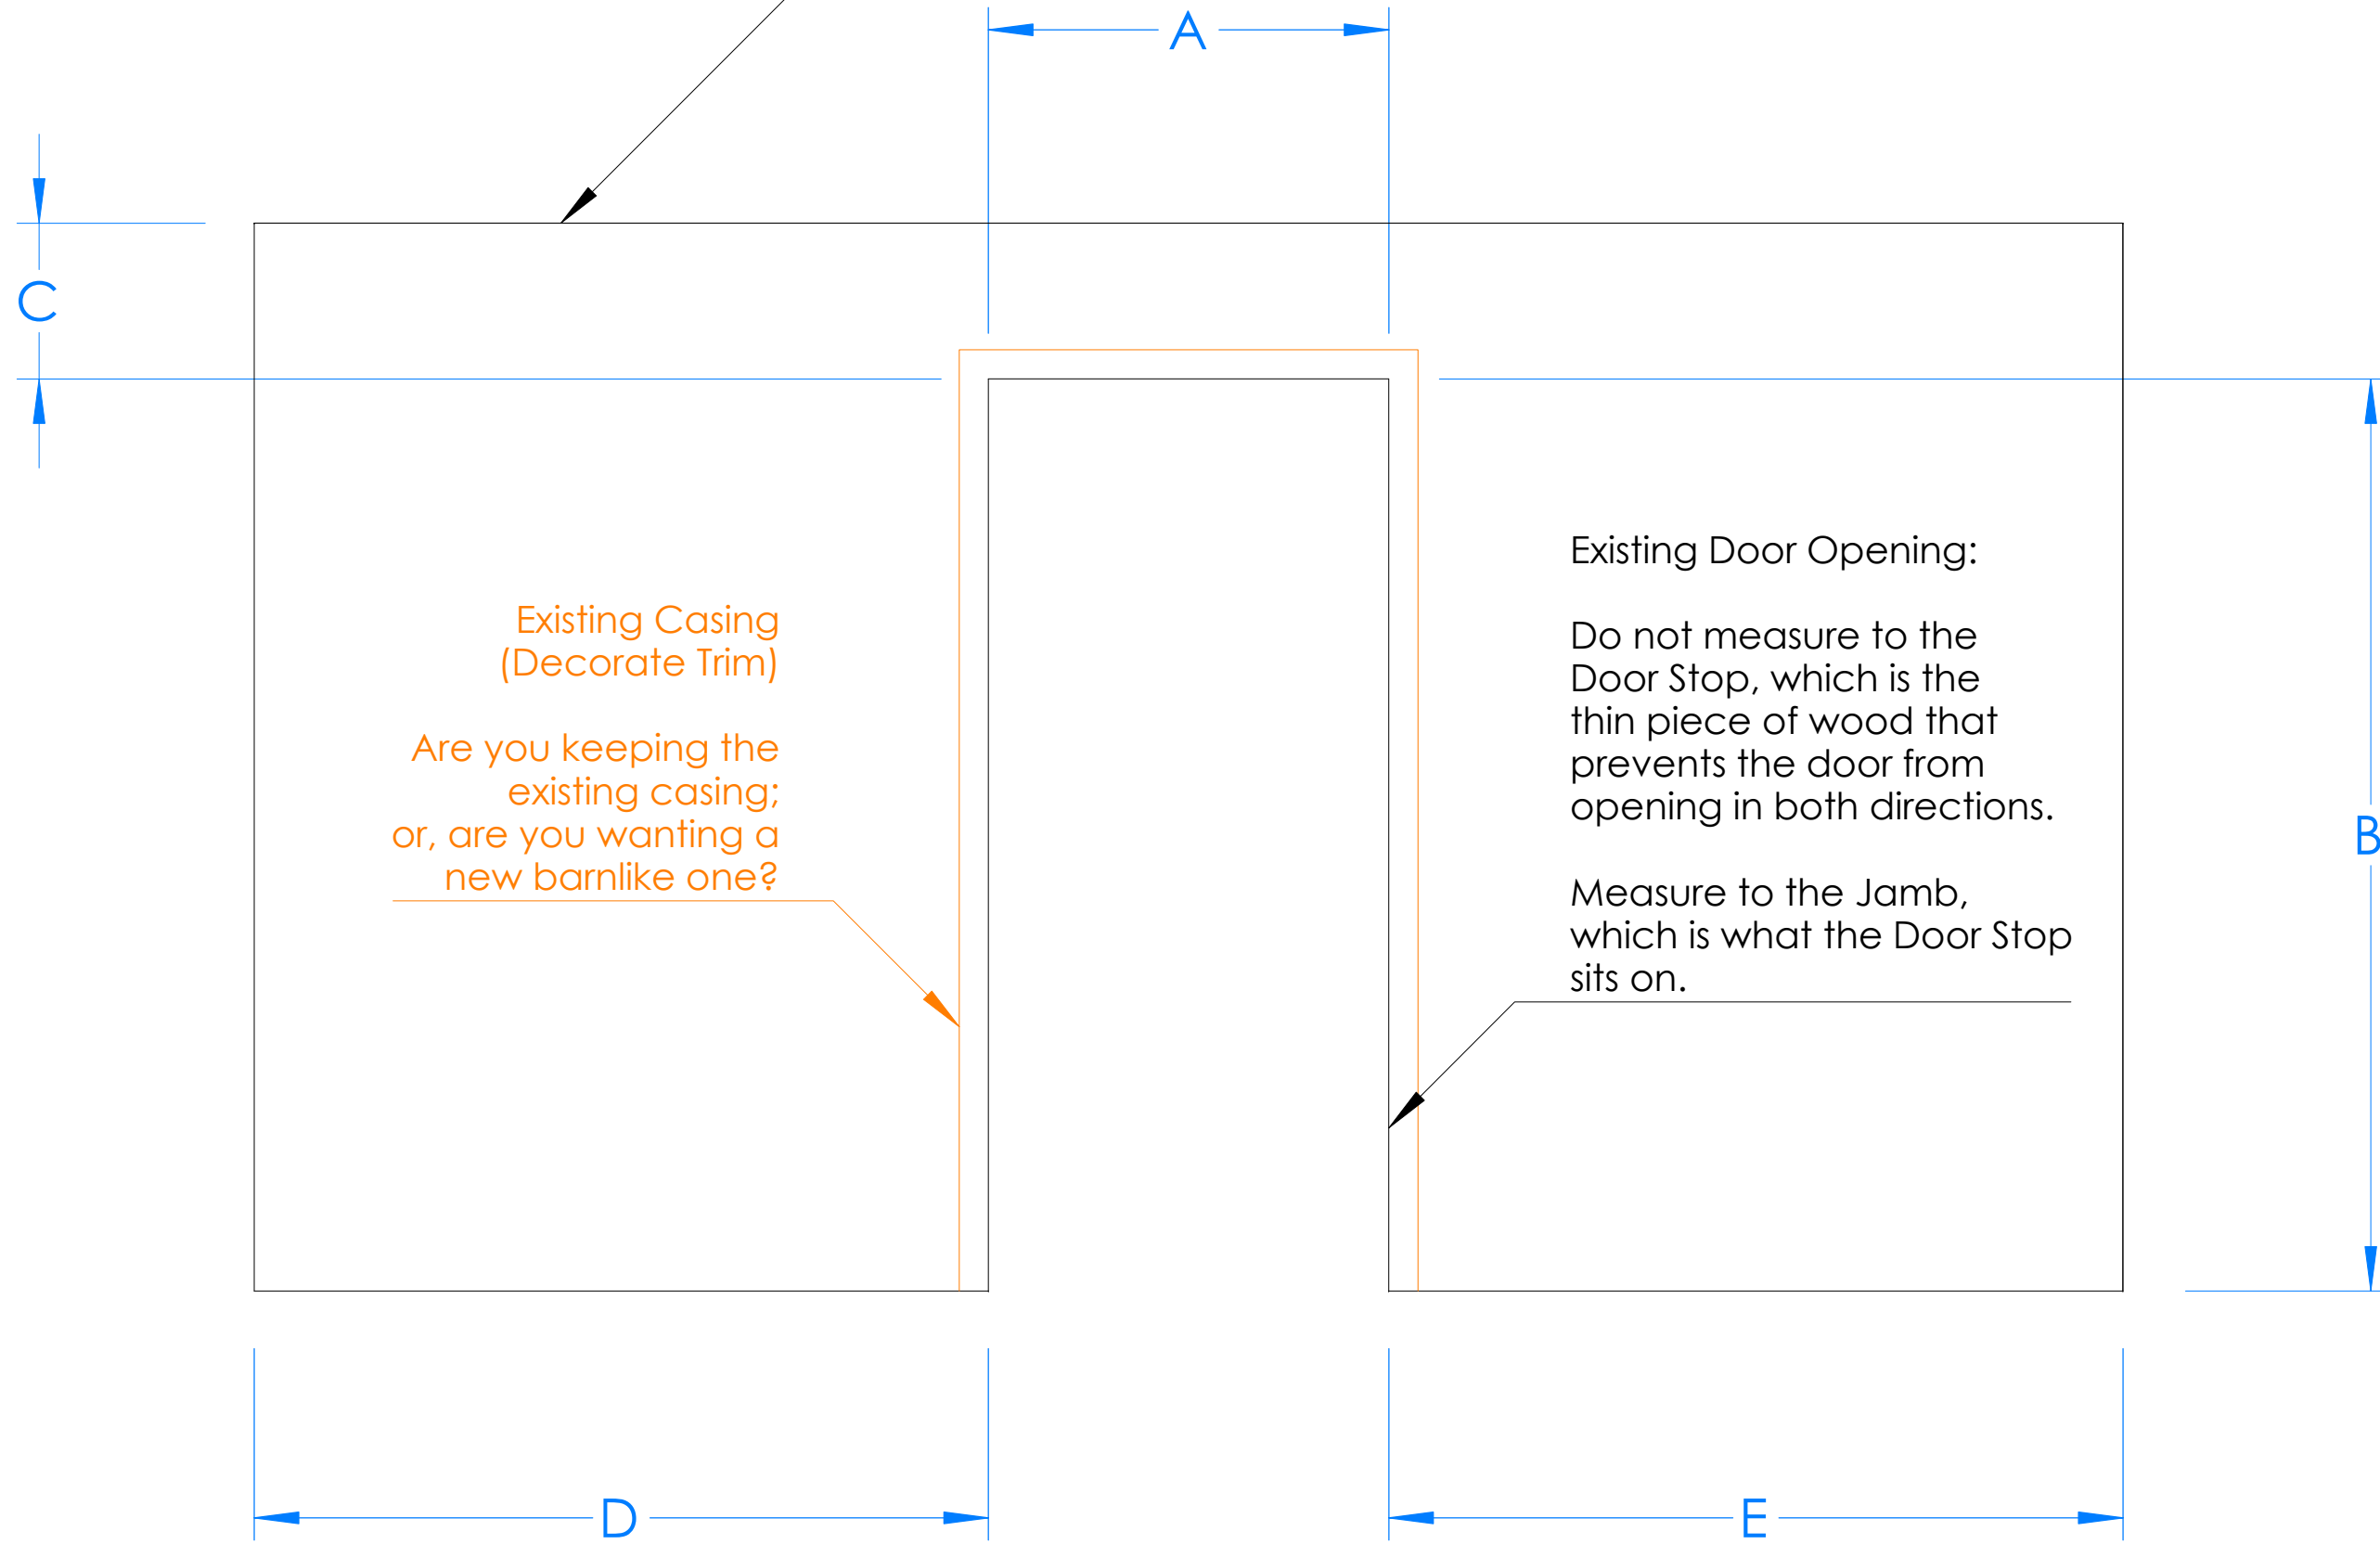 A
C
Existing Door Opening:
Do not measure to the
Door Stop, which is the
thin piece of wood that
prevents the door from
opening in both directions.
Measure to the Jamb,
which is what the Door Stop
sits on.
Existing Casing
(Decorate Trim)
Are you keeping the
existing casing;
or, are you wanting a
new barnlike one?
B
D
E